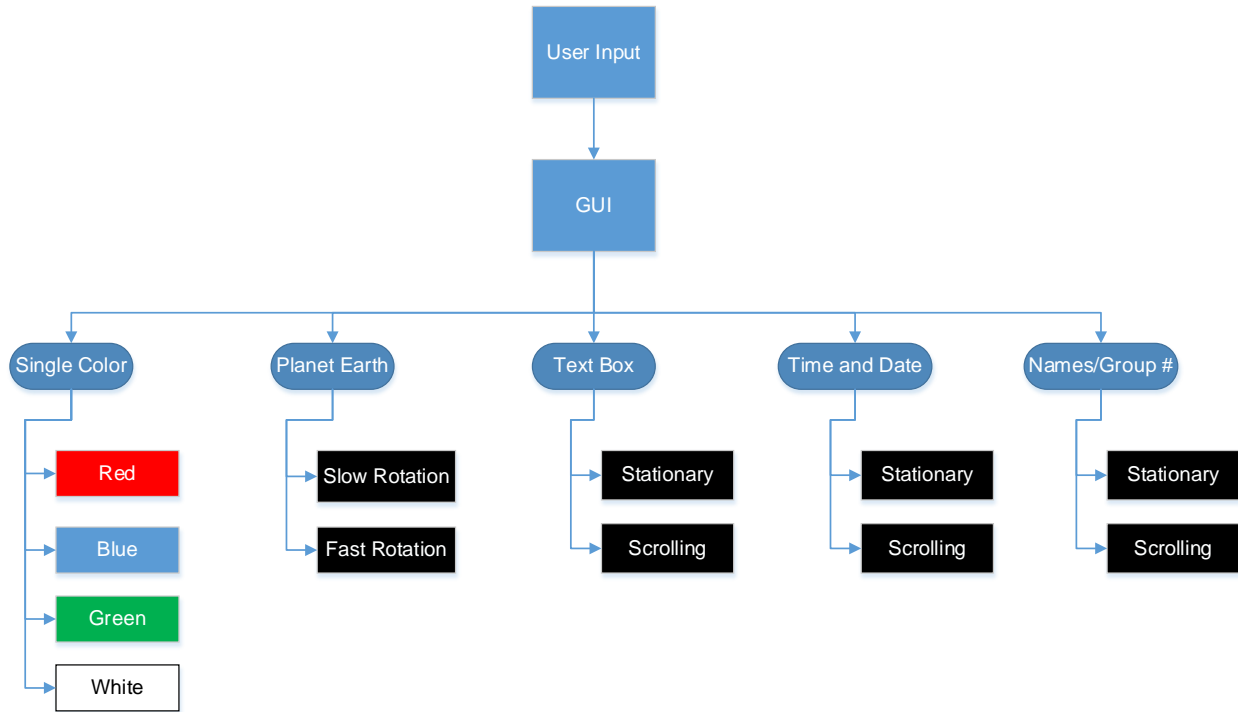 User Input
GUI
Single Color
Planet Earth
Text Box
Time and Date
Names/Group #
Red
Blue
Green
White
Slow Rotation
Fast Rotation
Stationary
Scrolling
Stationary
Scrolling
Stationary
Scrolling